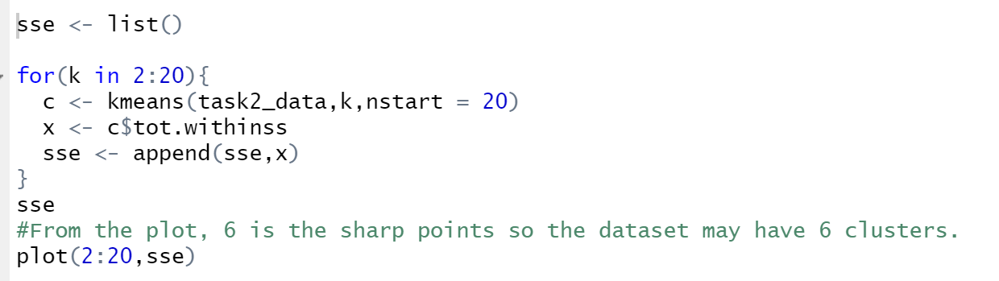 sse <- list()
for(k in 2:20){
c <- kmeans(task2_data,k,nstart = 20)
x <- c$tot.withinss
sse <- append(sse,x)
}
sse
#From the plot, 6 is the sharp points so the dataset may have 6 clusters.
plot(2:20,sse)